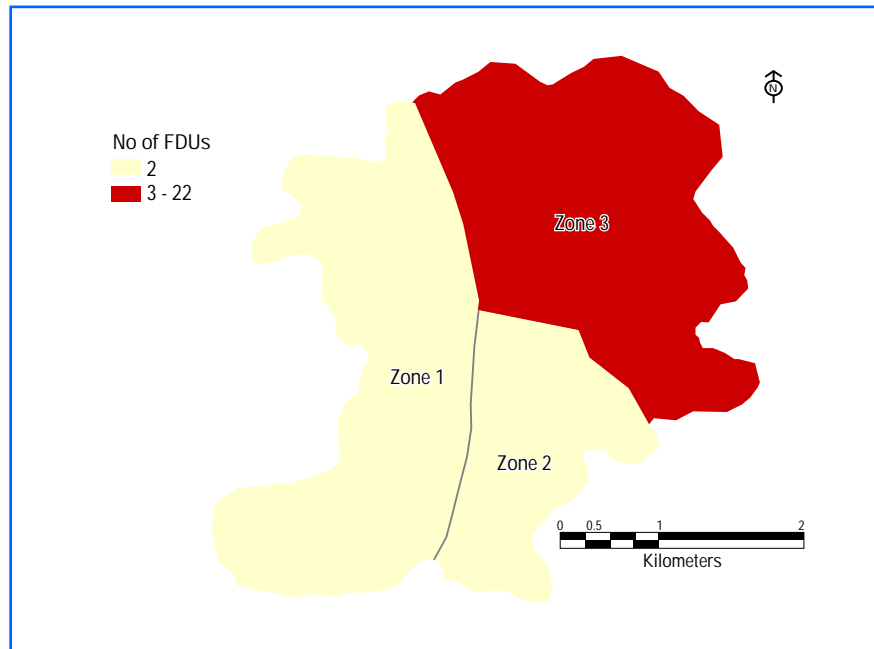 N
No of FDUs
2
3 - 22
Zone 3
Zone 1
Zone 2
0 0.5 1 2
Kilometers